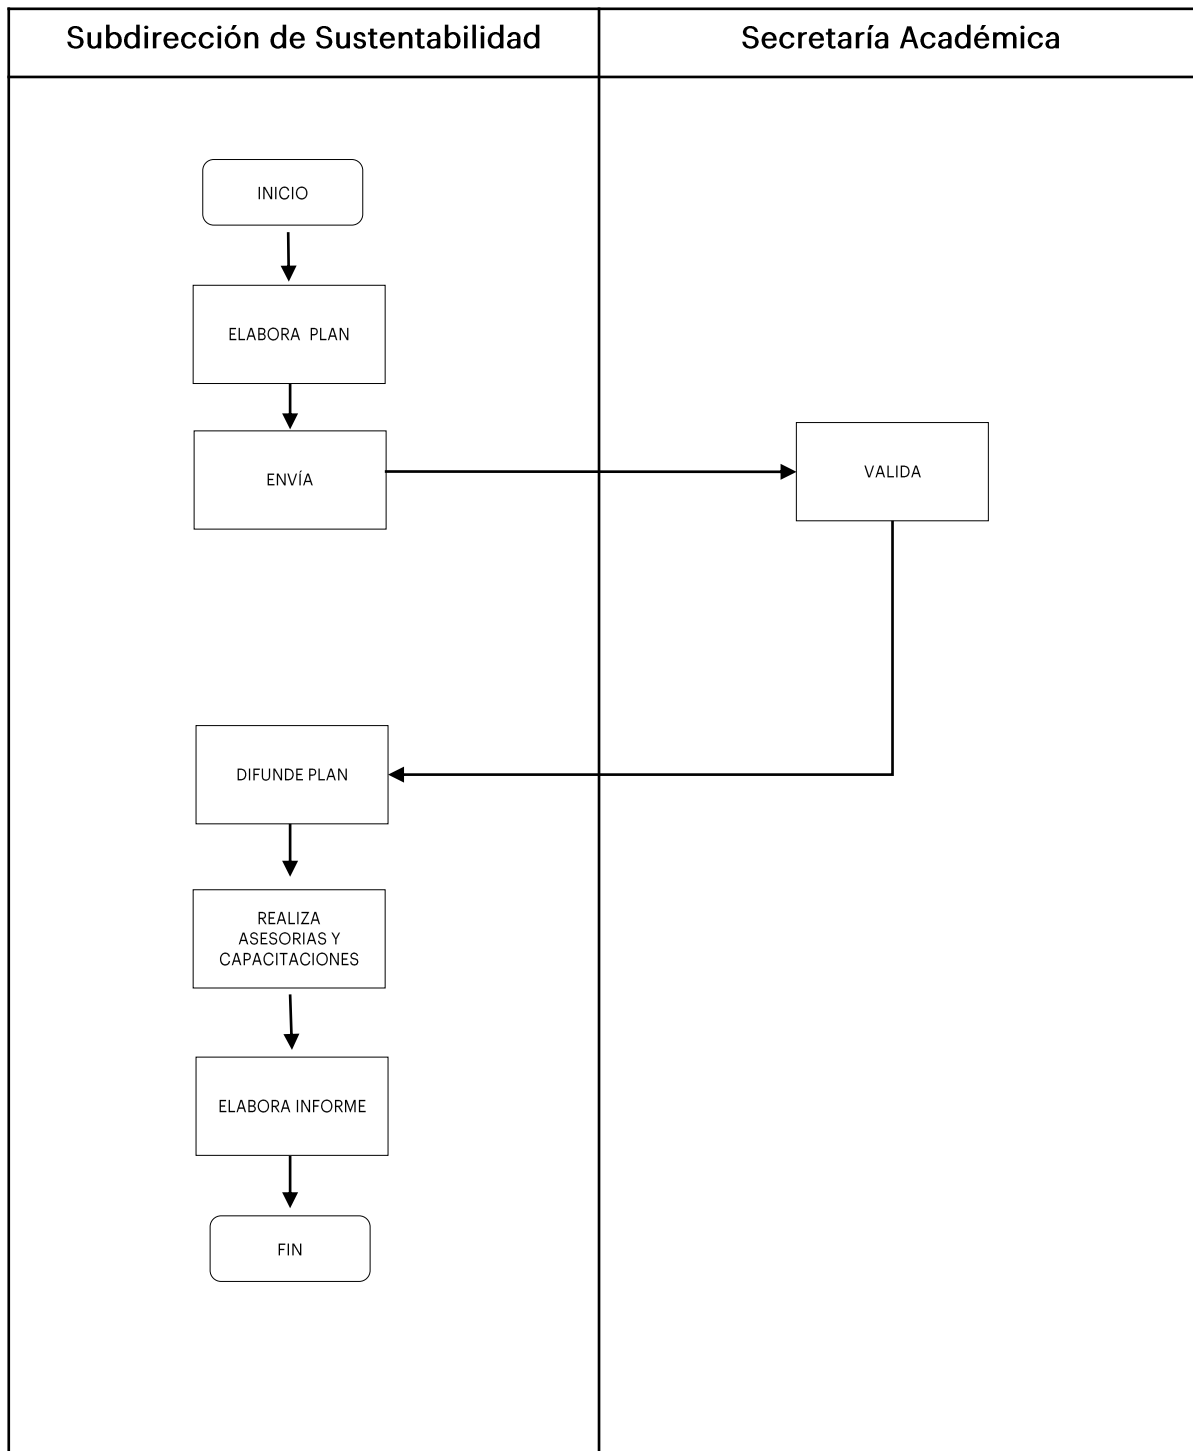 Subdirección de Sustentabilidad
Secretaría Académica
INICIO
ELABORA PLAN
ENVÍA
VALIDA
DIFUNDE PLAN
REALIZA
ASESORIAS Y
CAPACITACIONES
ELABORA INFORME
FIN